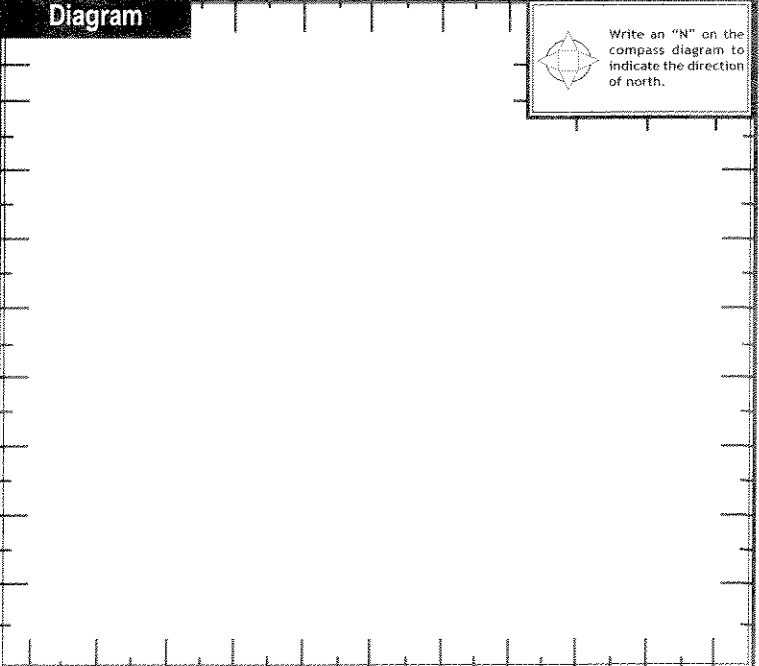 Diagram
Write an "N" on the
compass diagram to
indicate the direction
of north.